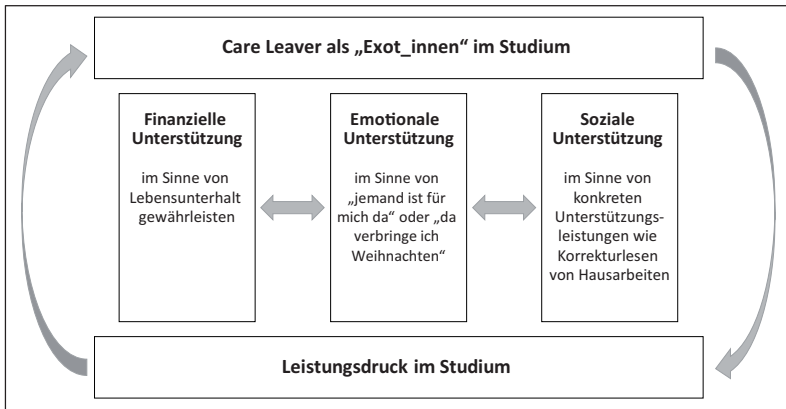 Care Leaver als „Exot_innen“ im Studium
Finanzielle
Unterstützung
im Sinne von
Lebensunterhalt
gewährleisten
Emotionale
Unterstützung
im Sinne von
„jemand ist für
mich da“ oder „da
verbringe ich
Weihnachten“
Soziale
Unterstützung
im Sinne von
konkreten
Unterstützungs-
leistungen wie
Korrekturlesen
von Hausarbeiten
Leistungsdruck im Studium